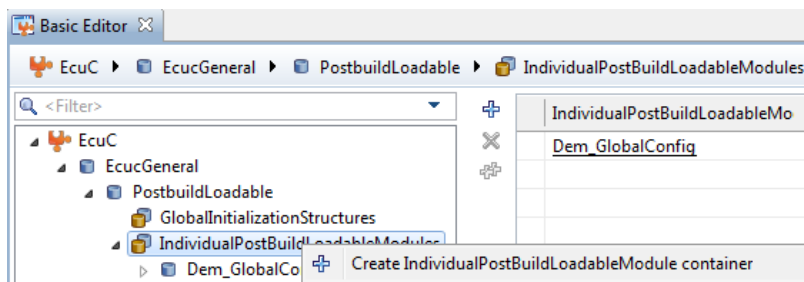 Basic Editor
EcuC EcucGeneral PostbuildLoadable IndividualPostBuildLoadableModules
<Filter>
IndividualPostBuildLoadableMo
EcuC
Dem_GlobalConfig
EcucGeneral
PostbuildLoadable
GlobalInitializationStructures
IndividualPostBuildLoadableModules
Create IndividualPostBuildLoadableModule container
Dem_GlobalCo